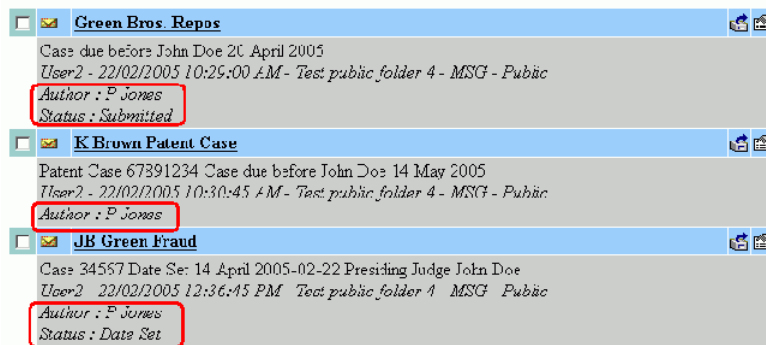 Green Bros. Repos
Case due before John Doe 20 April 2005
User2 - 22/02/2005 10:29:00 AM - Test public folder 4 - MSG - Public
Author : P Jones
Status : Submitted
K Brown Patent Case
Patent Case 67891234 Case due before John Doe 14 May 2005
User2 - 22/02/2005 10:30:45 AM - Test public folder 4 - MSG - Public
Author : P Jones
JB Green Fraud
Case 34567 Date Set 14 April 2005-02-22 Presiding Judge John Doe
User2 - 22/02/2005 12:36:45 PM - Test public folder 4 - MSG - Public
Author : P Jones
Status : Date Set